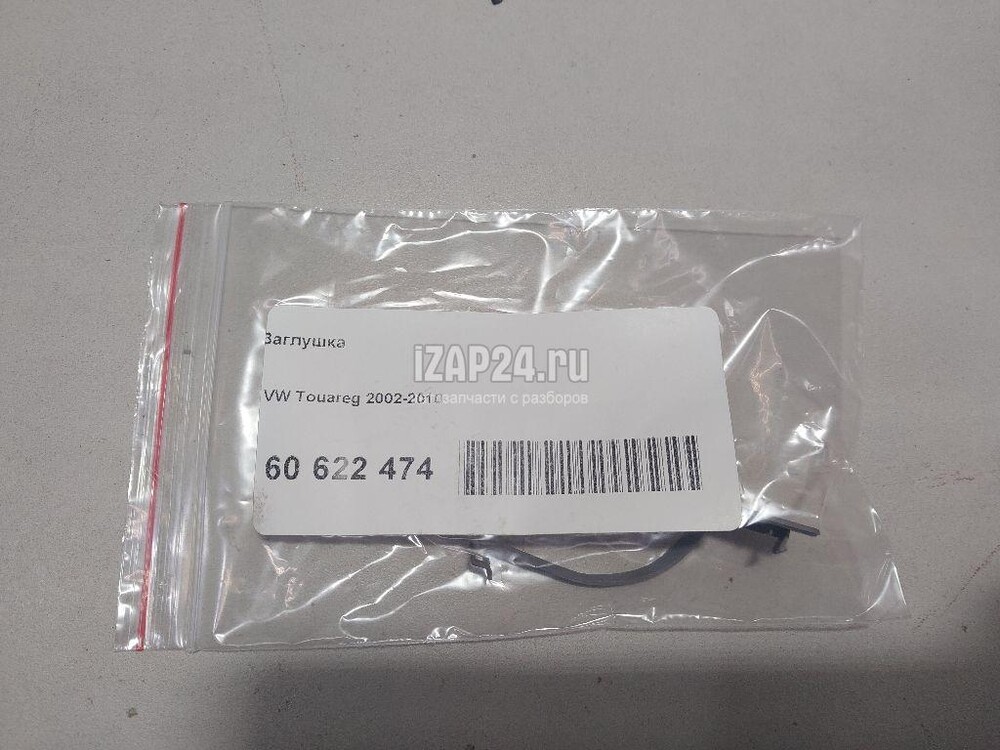 Заглушка
iZAP24.ru
VW Touareg 2002-2010
запчасти с разборов
60 622 474